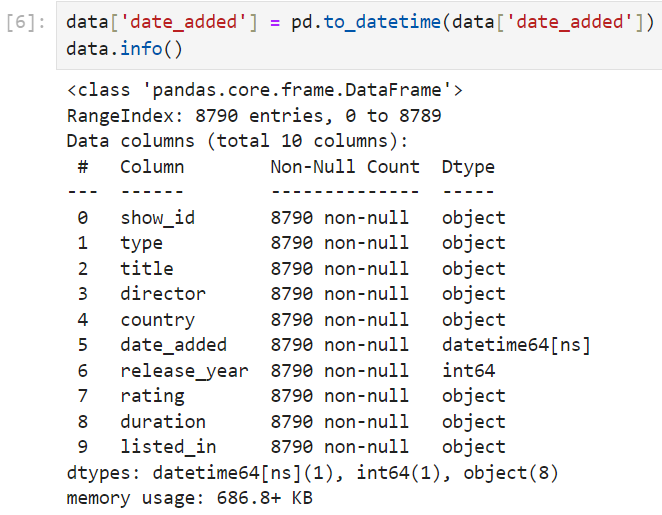 [6]: data['date_added'] = pd.to_datetime(data['date_added'])
data.info()
<class 'pandas.core.frame.DataFrame'>
RangeIndex: 8790 entries, 0 to 8789
Data columns (total 10 columns):
 #   Column        Non-Null Count  Dtype
---  ------        --------------  -----
 0   show_id       8790 non-null   object
 1   type          8790 non-null   object
 2   title         8790 non-null   object
 3   director      8790 non-null   object
 4   country       8790 non-null   object
 5   date_added    8790 non-null   datetime64[ns]
 6   release_year  8790 non-null   int64
 7   rating        8790 non-null   object
 8   duration      8790 non-null   object
 9   listed_in     8790 non-null   object
dtypes: datetime64[ns](1), int64(1), object(8)
memory usage: 686.8+ KB